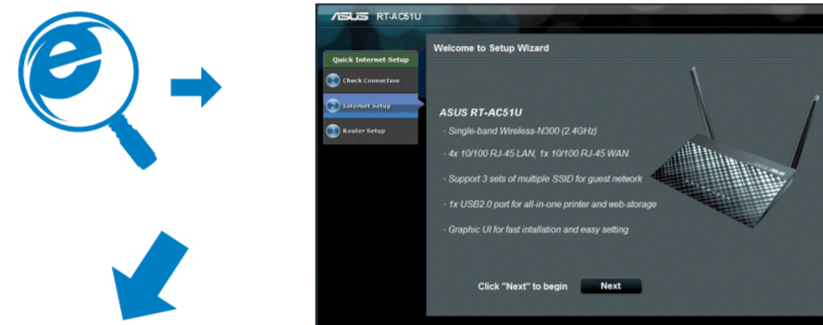 ASUS RT-AC51U
Quick Internet Setup
Check Connection
Internet Setup
Router Setup
Welcome to Setup Wizard
ASUS RT-AC51U
· Single-band Wireless-N300 (2.4GHz)
· 4x 10/100 RJ-45 LAN, 1x 10/100 RJ-45 WAN
· Support 3 sets of multiple SSID for guest network
· 1x USB2.0 port for all-in-one printer and web-storage
· Graphic UI for fast intallation and easy setting
Click "Next" to begin Next